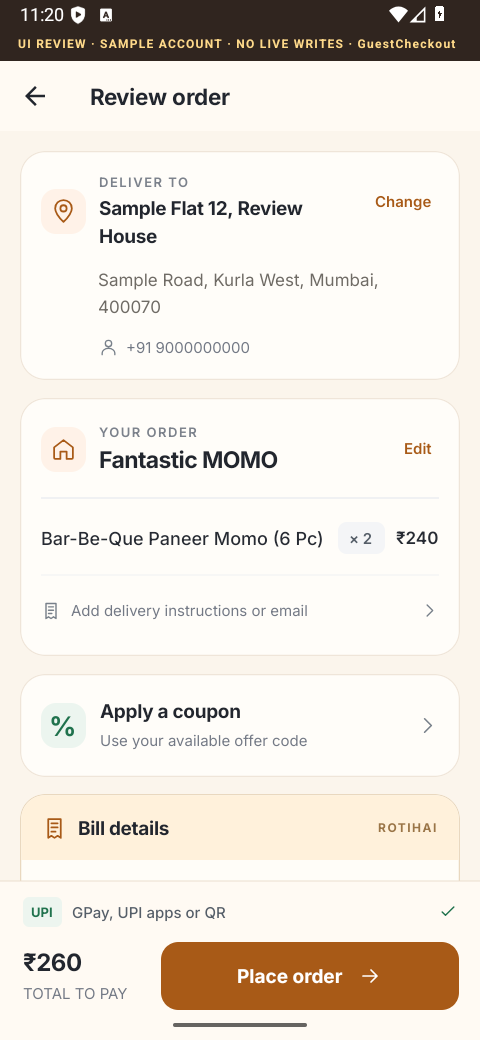 11:20
UI REVIEW · SAMPLE ACCOUNT · NO LIVE WRITES · GuestCheckout
Review order
DELIVER TO
Sample Flat 12, Review
House
Change
Sample Road, Kurla West, Mumbai,
400070
+91 9000000000
YOUR ORDER
Fantastic MOMO
Edit
Bar-Be-Que Paneer Momo (6 Pc) × 2 ₹240
Add delivery instructions or email
%
Apply a coupon
Use your available offer code
Bill details ROTIHAI
UPI GPay, UPI apps or QR
₹260
TOTAL TO PAY
Place order →